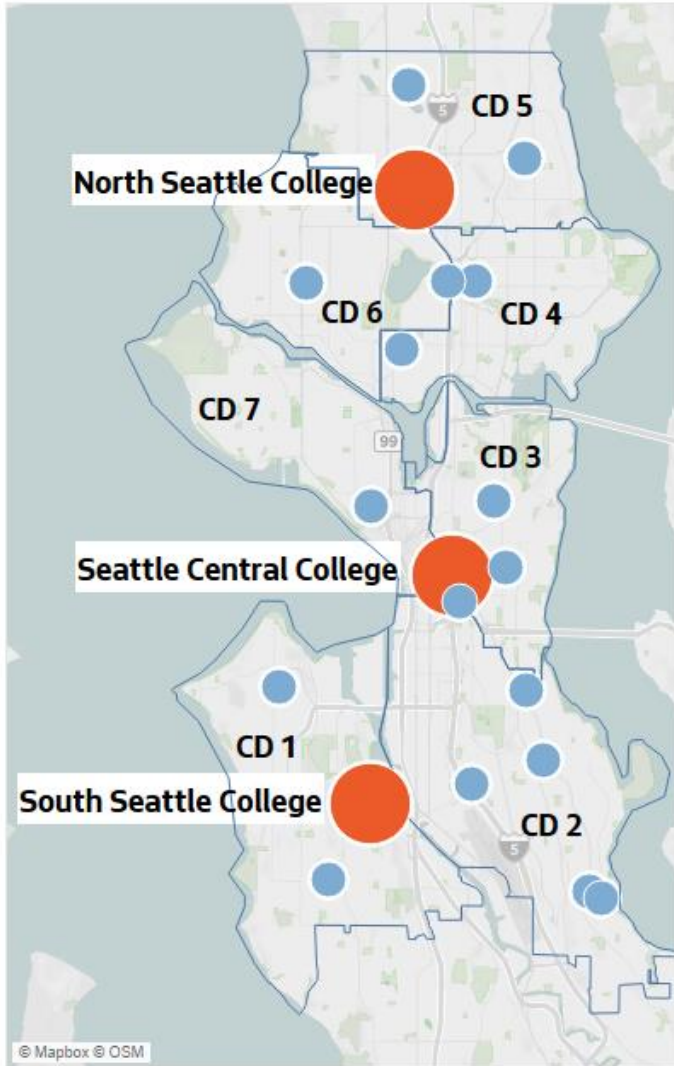 CD 5
5
North Seattle College
CD 6
CD 4
CD 7
99
CD 3
Seattle Central College
CD 1
South Seattle College
CD 2
5
© Mapbox © OSM